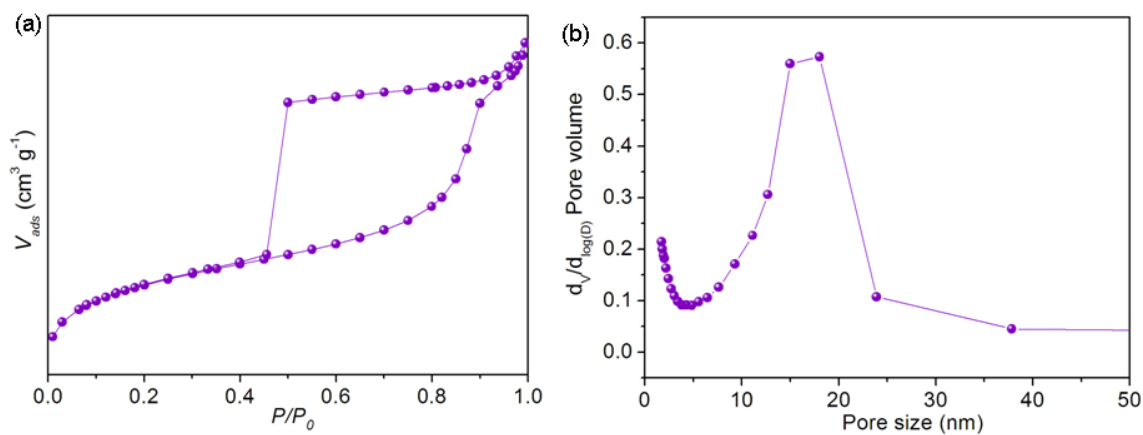 (a)
V_ads (cm³ g⁻¹)
0.0 0.2 0.4 0.6 0.8 1.0
P/P₀
(b)
d_V/d_log(D) Pore volume
0.6
0.5
0.4
0.3
0.2
0.1
0.0
0 10 20 30 40 50
Pore size (nm)